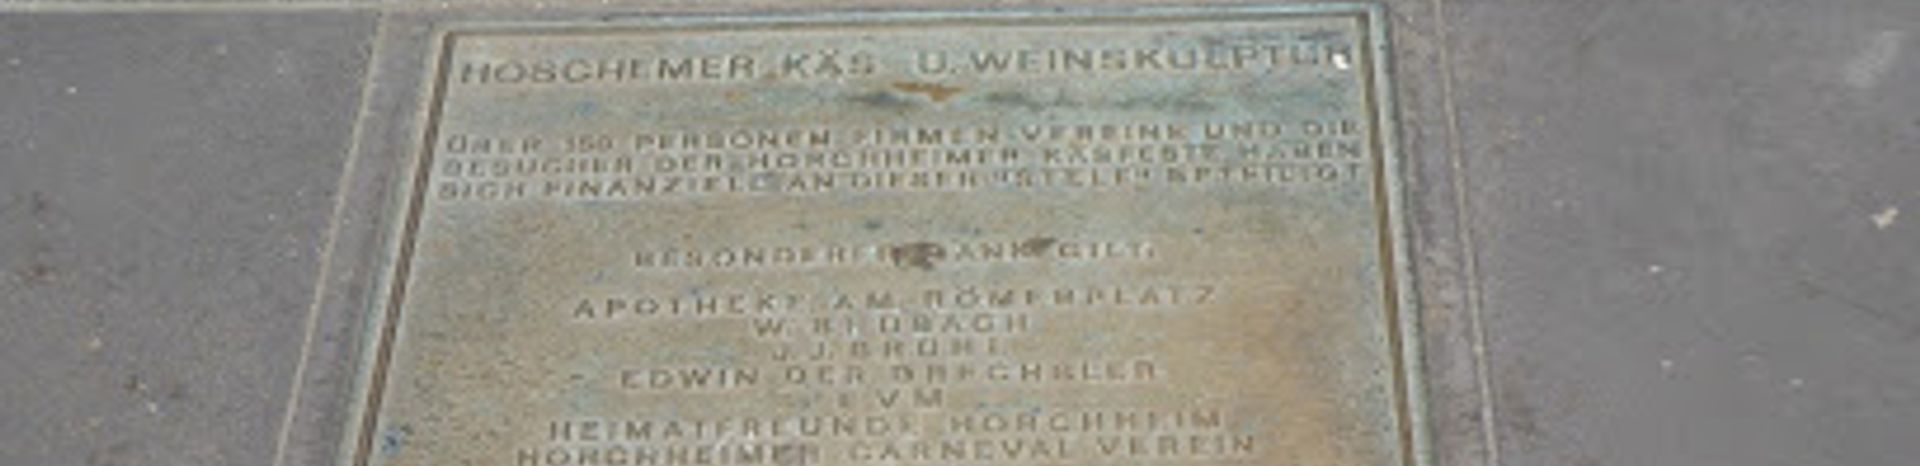 HOSCHEMER KÄS U. WEINSKULPTUR
ÜBER 150 PERSONEN FIRMEN VEREINE UND DIE
BESUCHER DER HORCHHEIMER KÄSFESTE HABEN
SICH FINANZIELL AN DIESER "STELE" BETEILIGT
BESONDERER DANK GILT:
APOTHEKE AM RÖMERPLATZ
W.
J.J. BRÜHL
EDWIN DER DRECHSLER
EVM
HEIMATFREUNDE HORCHHEIM
HORCHHEIMER CARNEVAL VEREIN